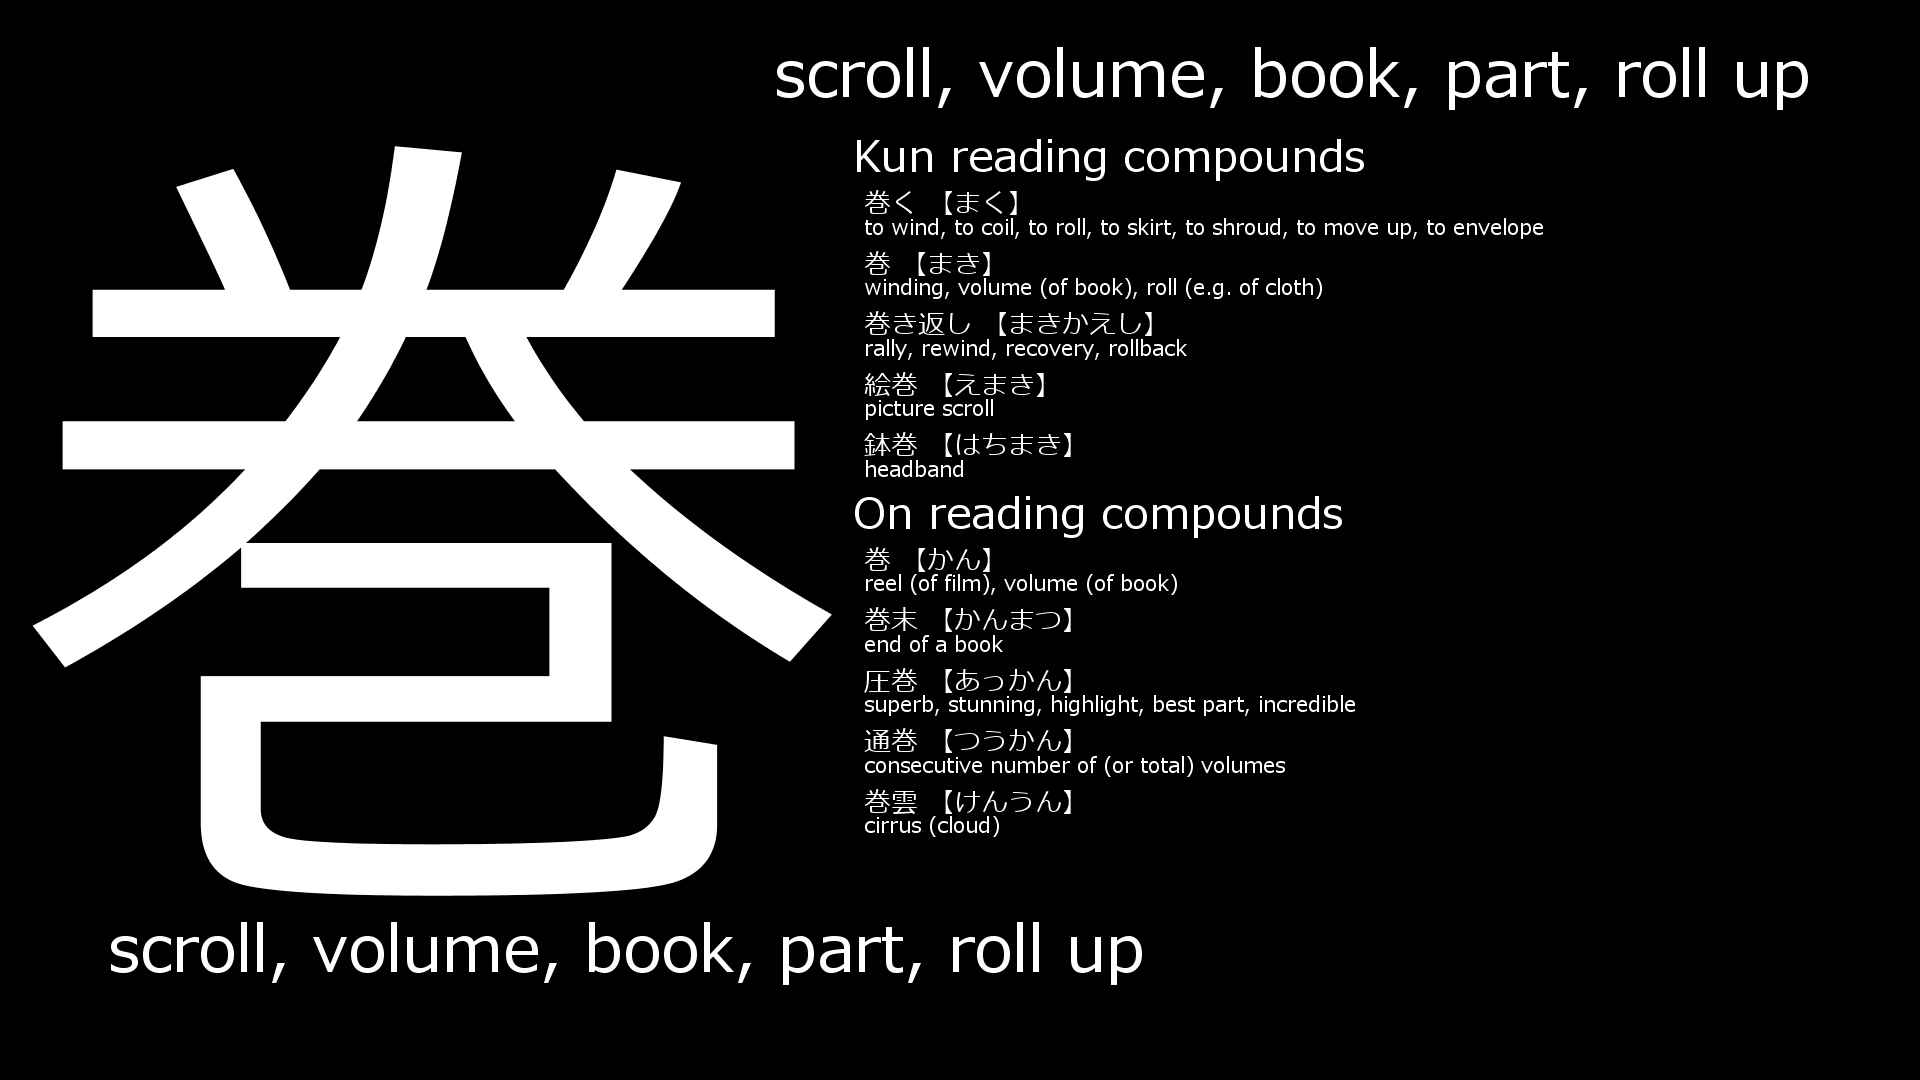 scroll, volume, book, part, roll up
巻
Kun reading compounds
巻く 【まく】
to wind, to coil, to roll, to skirt, to shroud, to move up, to envelope
巻 【まき】
winding, volume (of book), roll (e.g. of cloth)
巻き返し 【まきかえし】
rally, rewind, recovery, rollback
絵巻 【えまき】
picture scroll
鉢巻 【はちまき】
headband
On reading compounds
巻 【かん】
reel (of film), volume (of book)
巻末 【かんまつ】
end of a book
圧巻 【あっかん】
superb, stunning, highlight, best part, incredible
通巻 【つうかん】
consecutive number of (or total) volumes
巻雲 【けんうん】
cirrus (cloud)
scroll, volume, book, part, roll up